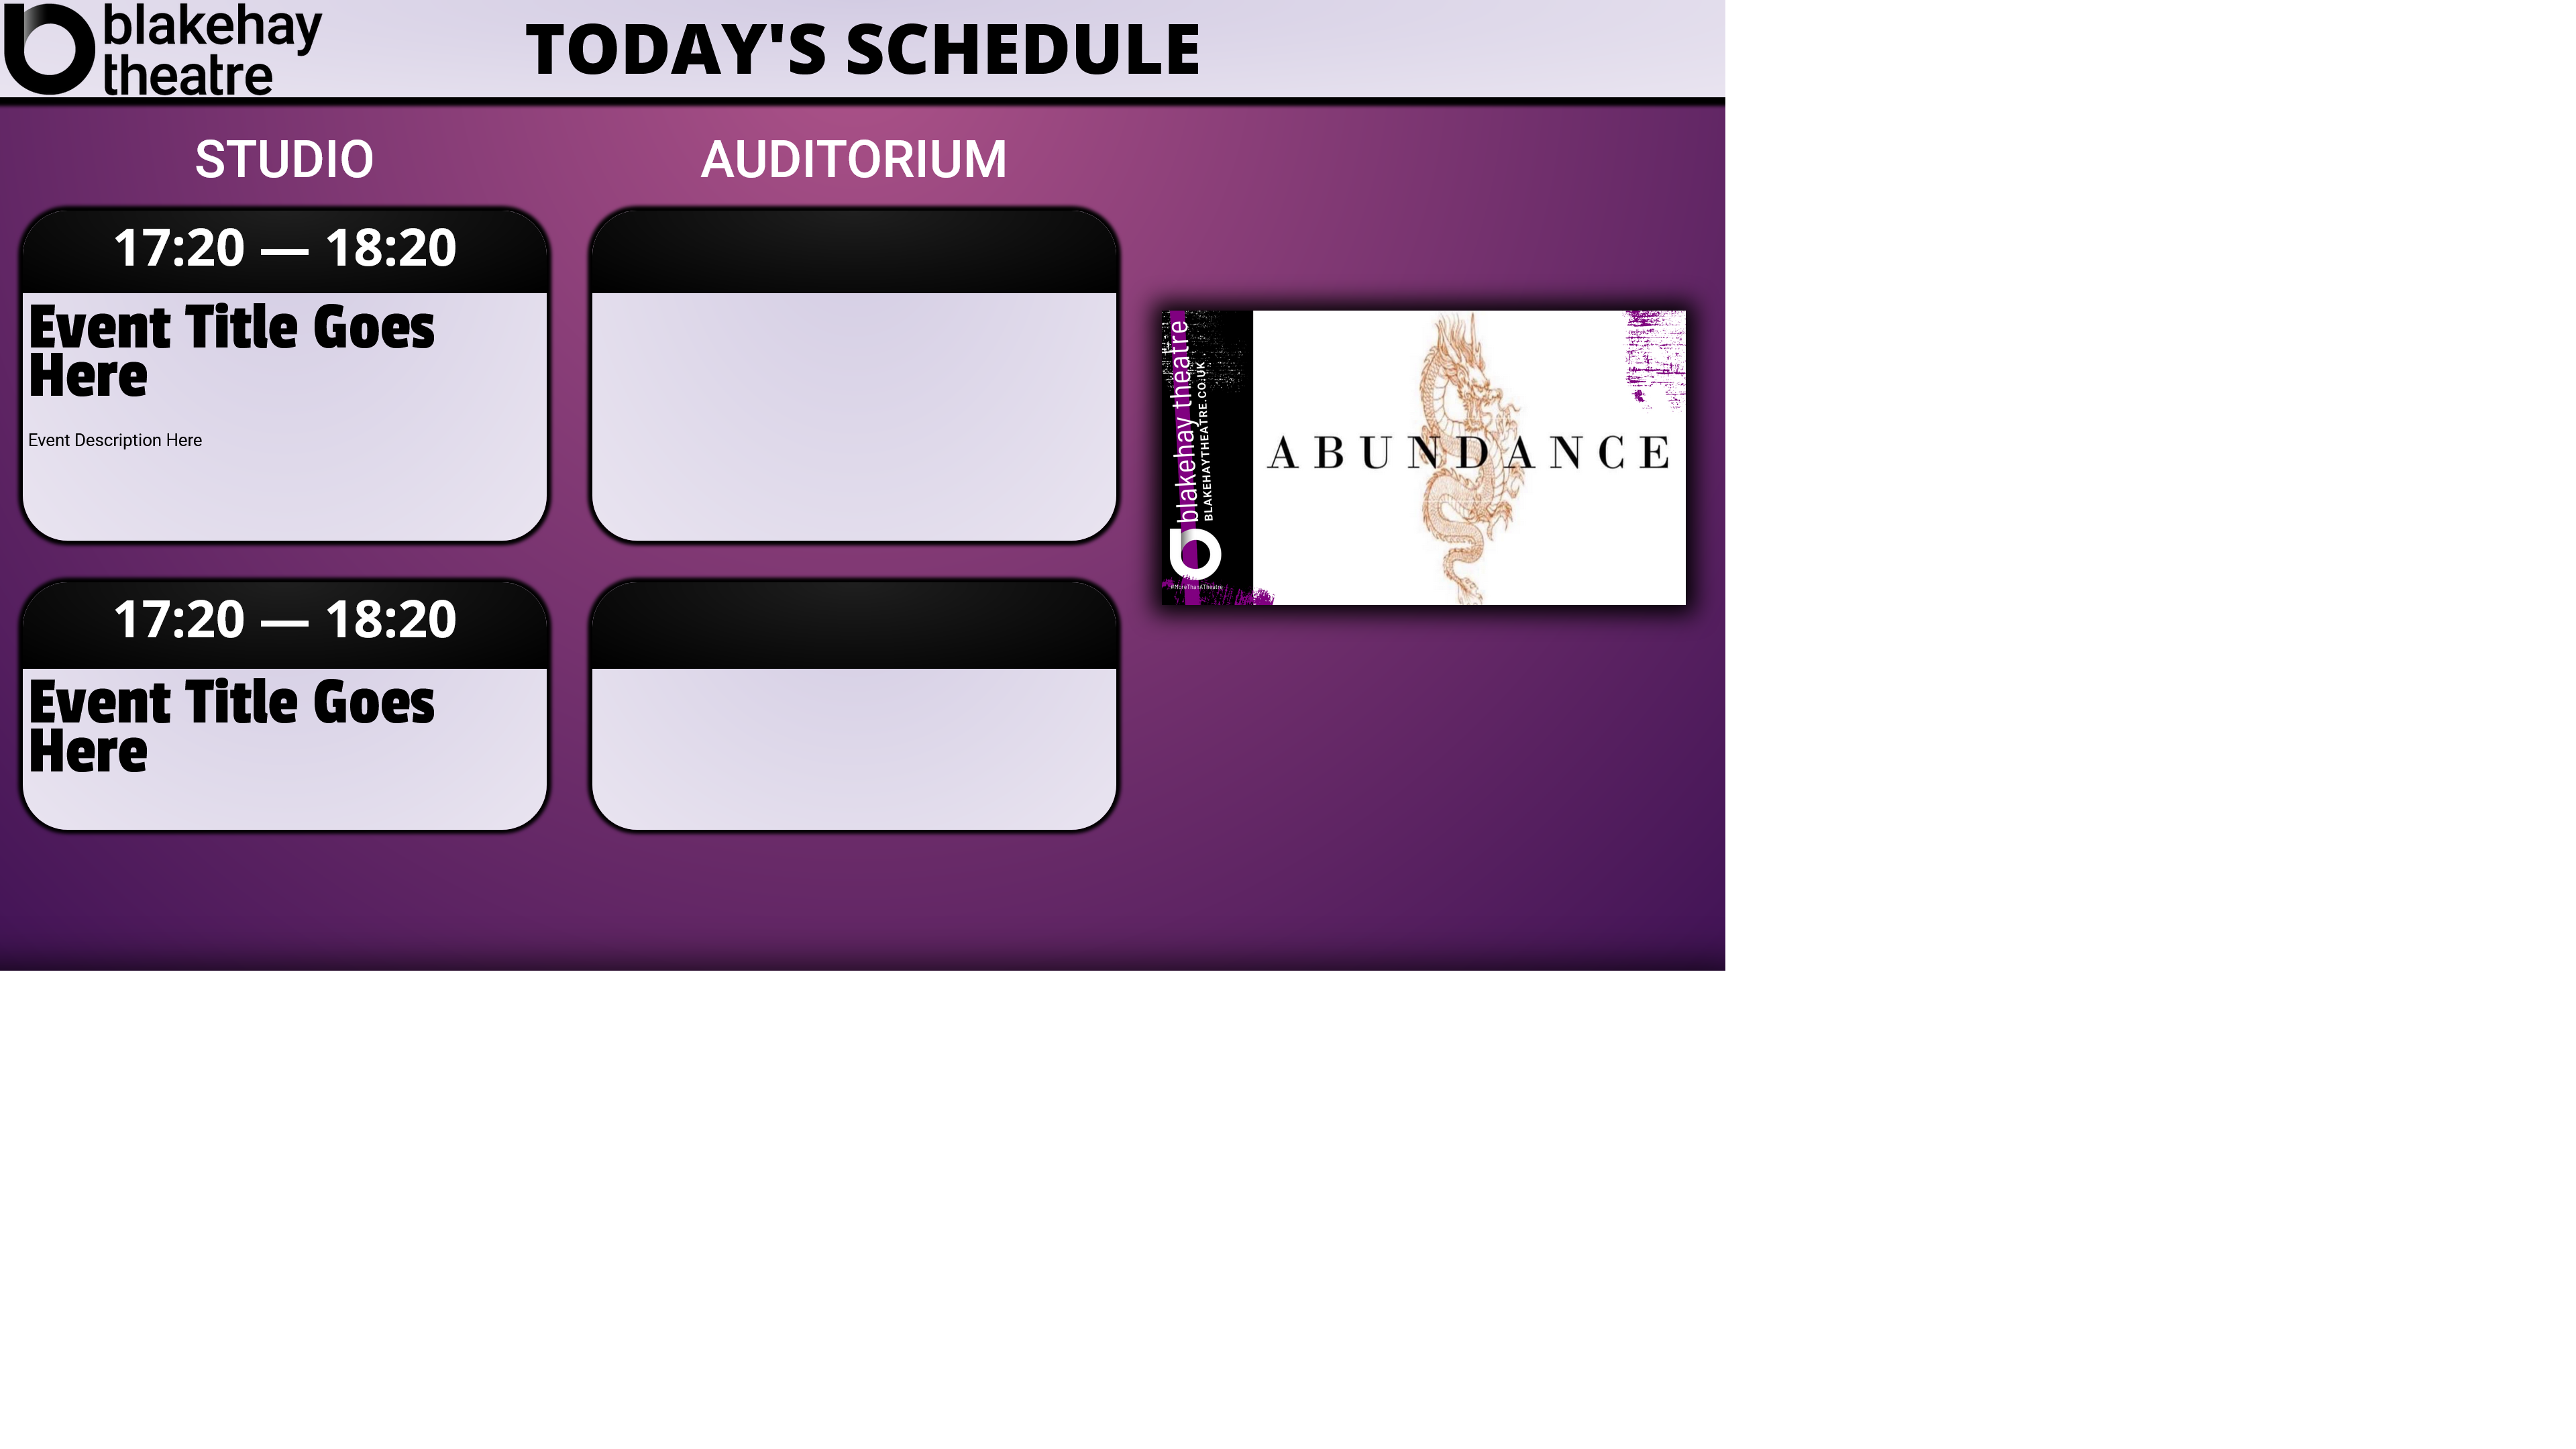 blakehay
theatre
TODAY'S SCHEDULE
STUDIO
AUDITORIUM
17:20 — 18:20
Event Title Goes
Here
Event Description Here
17:20 — 18:20
Event Title Goes
Here
blakehay theatre
BLAKEHAYTHEATRE.CO.UK
#MoreThanATheatre
ABUNDANCE